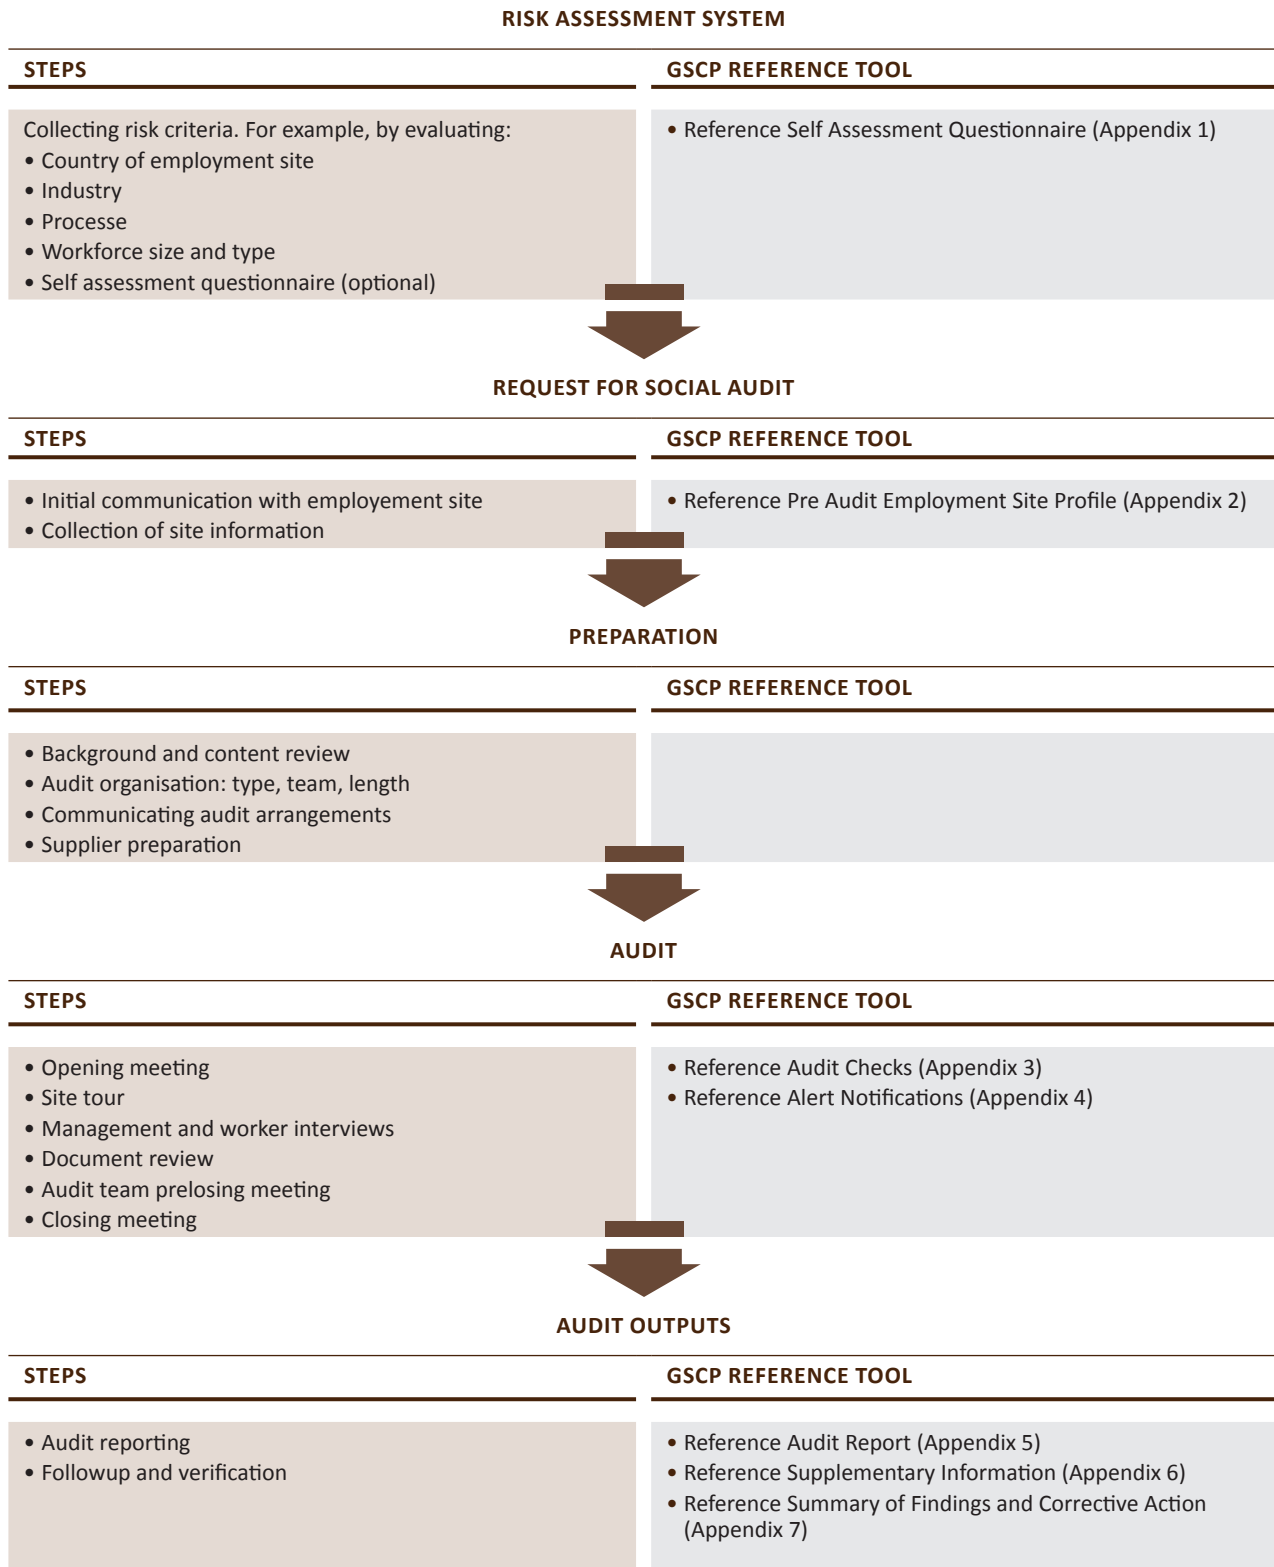 RISK ASSESSMENT SYSTEM
STEPS
GSCP REFERENCE TOOL
Collecting risk criteria. For example, by evaluating:
• Country of employment site
• Industry
• Processe
• Workforce size and type
• Self assessment questionnaire (optional)
• Reference Self Assessment Questionnaire (Appendix 1)
REQUEST FOR SOCIAL AUDIT
STEPS
GSCP REFERENCE TOOL
• Initial communication with employement site
• Collection of site information
• Reference Pre Audit Employment Site Profile (Appendix 2)
PREPARATION
STEPS
GSCP REFERENCE TOOL
• Background and content review
• Audit organisation: type, team, length
• Communicating audit arrangements
• Supplier preparation
AUDIT
STEPS
GSCP REFERENCE TOOL
• Opening meeting
• Site tour
• Management and worker interviews
• Document review
• Audit team prelosing meeting
• Closing meeting
• Reference Audit Checks (Appendix 3)
• Reference Alert Notifications (Appendix 4)
AUDIT OUTPUTS
STEPS
GSCP REFERENCE TOOL
• Audit reporting
• Followup and verification
• Reference Audit Report (Appendix 5)
• Reference Supplementary Information (Appendix 6)
• Reference Summary of Findings and Corrective Action
(Appendix 7)